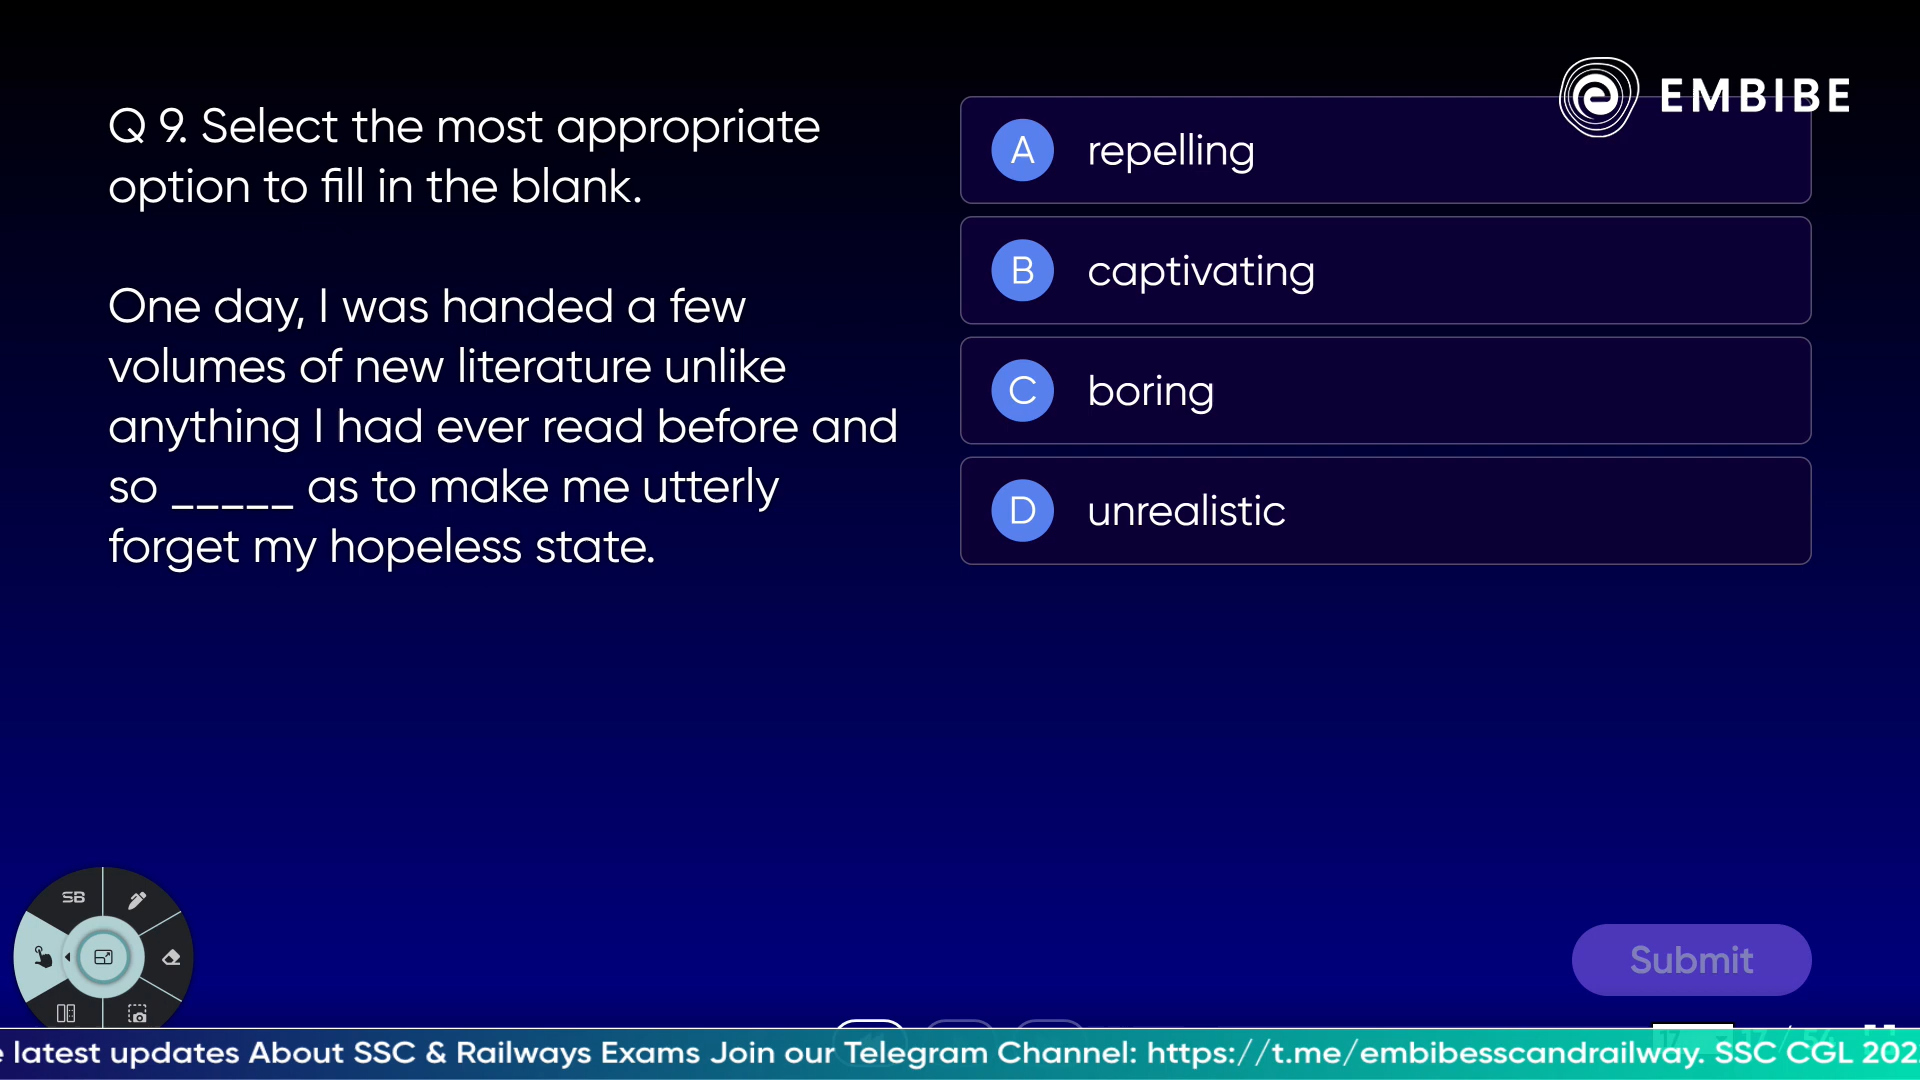 EMBIBE
Q 9. Select the most appropriate
option to fill in the blank.
One day, I was handed a few
volumes of new literature unlike
anything I had ever read before and
so _____ as to make me utterly
forget my hopeless state.
A repelling
B captivating
C boring
D unrealistic
SB
Submit
latest updates About SSC & Railways Exams Join our Telegram Channel: https://t.me/embibesscandrailway. SSC CGL 202